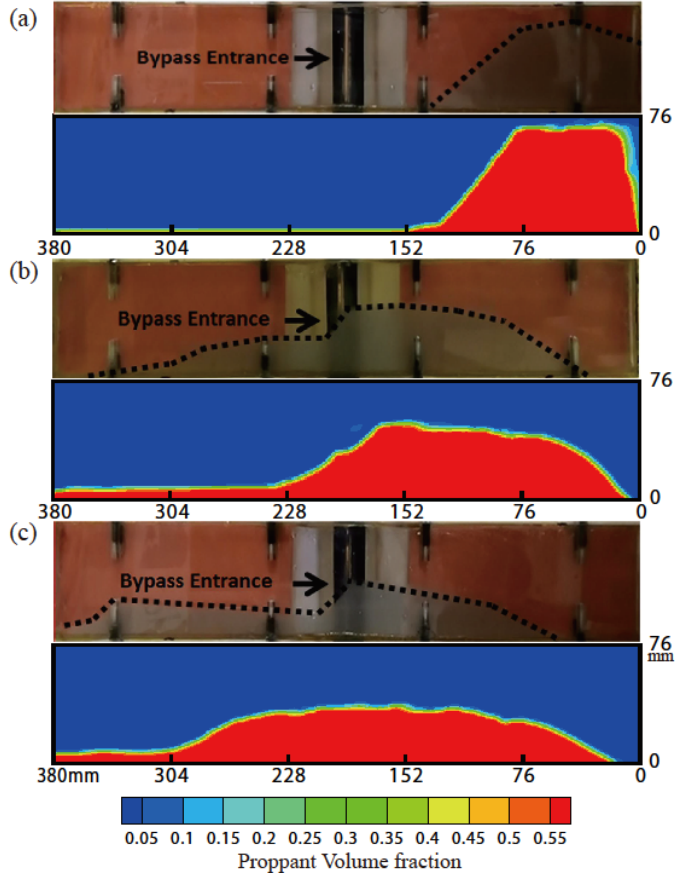 (a)
Bypass Entrance
76
380 304 228 152 76 0
0
(b)
Bypass Entrance
76
380 304 228 152 76 0
0
(c)
Bypass Entrance
76
mm
380mm 304 228 152 76 0
0
0.05 0.1 0.15 0.2 0.25 0.3 0.35 0.4 0.45 0.5 0.55
Proppant Volume fraction